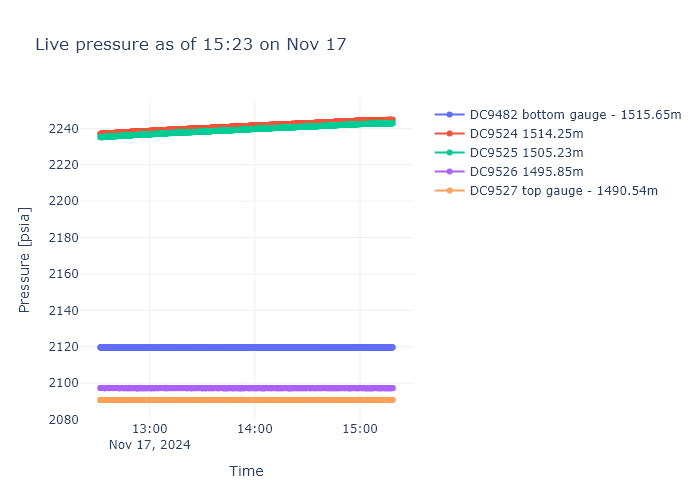 Live pressure as of 15:23 on Nov 17
DC9482 bottom gauge - 1515.65m
DC9524 1514.25m
DC9525 1505.23m
DC9526 1495.85m
DC9527 top gauge - 1490.54m
Pressure [psia]
2240
2220
2200
2180
2160
2140
2120
2100
2080
13:00
14:00
15:00
Nov 17, 2024
Time